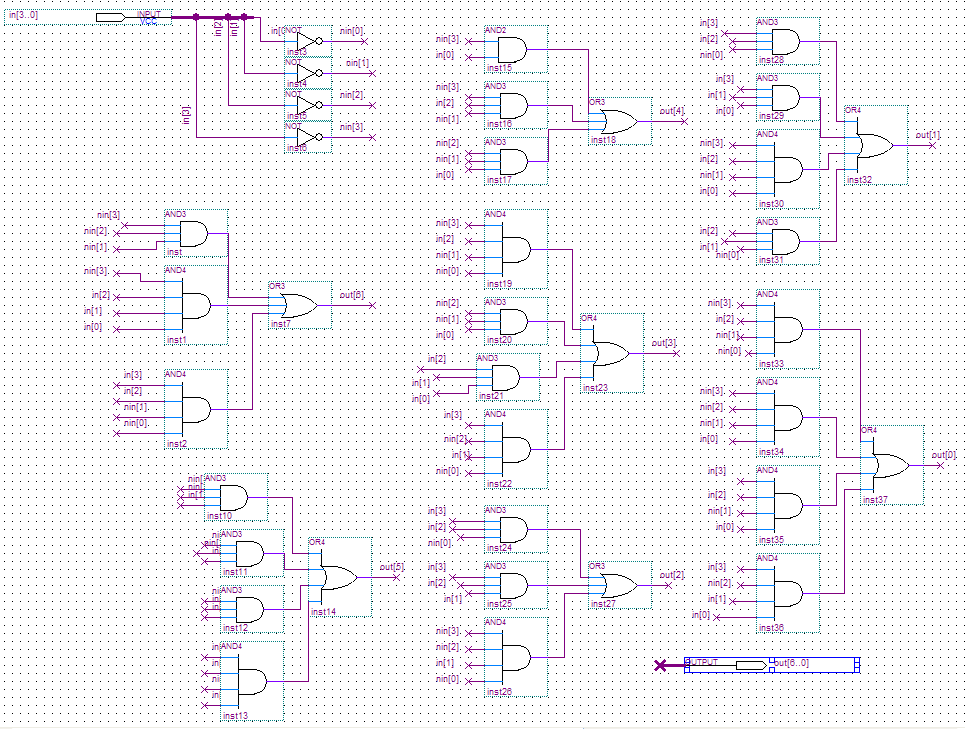 in[3..0]
INPUT
VCC
in[2]
in[1]
in[3]
NOT
nin[0]
inst3
NOT
nin[1]
inst4
NOT
nin[2]
inst5
NOT
nin[3]
inst6
AND3
nin[3]
nin[2]
nin[1]
inst
AND4
nin[3]
in[2]
in[1]
in[0]
inst1
OR3
out[6]
inst7
AND4
in[3]
in[2]
nin[1]
nin[0]
inst2
AND3
inst10
AND3
inst11
AND3
inst12
AND4
inst13
OR4
out[5]
inst14
AND2
nin[3]
in[0]
inst15
AND3
nin[3]
in[2]
nin[1]
inst16
AND3
nin[2]
nin[1]
in[0]
inst17
OR3
out[4]
inst18
AND4
nin[3]
in[2]
nin[1]
nin[0]
inst19
AND3
nin[2]
nin[1]
in[0]
inst20
AND3
in[2]
in[1]
in[0]
inst21
AND4
in[3]
nin[2]
in[1]
nin[0]
inst22
OR4
out[3]
inst23
AND3
in[3]
in[2]
nin[0]
inst24
AND3
in[3]
in[2]
in[1]
inst25
AND4
nin[3]
nin[2]
in[1]
nin[0]
inst26
OR3
out[2]
inst27
AND3
in[3]
in[2]
nin[0]
inst28
AND3
in[3]
in[1]
in[0]
inst29
AND4
nin[3]
nin[2]
nin[1]
in[0]
inst30
AND3
in[2]
in[1]
nin[0]
inst31
OR4
out[1]
inst32
AND4
nin[3]
in[2]
nin[1]
nin[0]
inst33
AND4
nin[3]
nin[2]
nin[1]
in[0]
inst34
AND4
in[3]
in[2]
nin[1]
in[0]
inst35
AND4
in[3]
nin[2]
in[1]
in[0]
inst36
OR4
out[0]
inst37
OUTPUT
out[6..0]